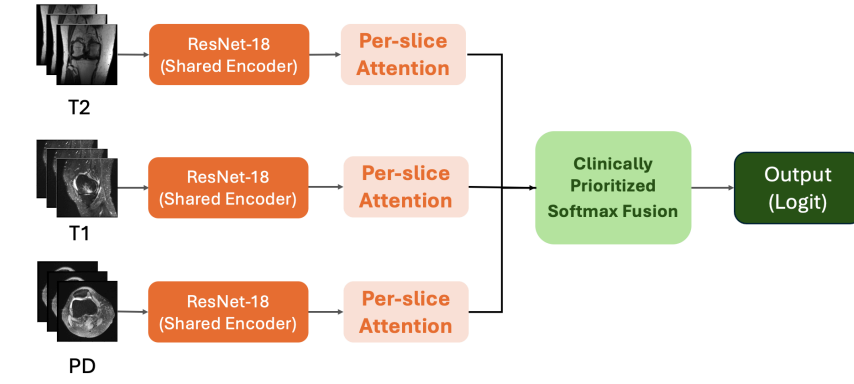 T2
ResNet-18
(Shared Encoder)
Per-slice
Attention
T1
ResNet-18
(Shared Encoder)
Per-slice
Attention
PD
ResNet-18
(Shared Encoder)
Per-slice
Attention
Clinically
Prioritized
Softmax Fusion
Output
(Logit)